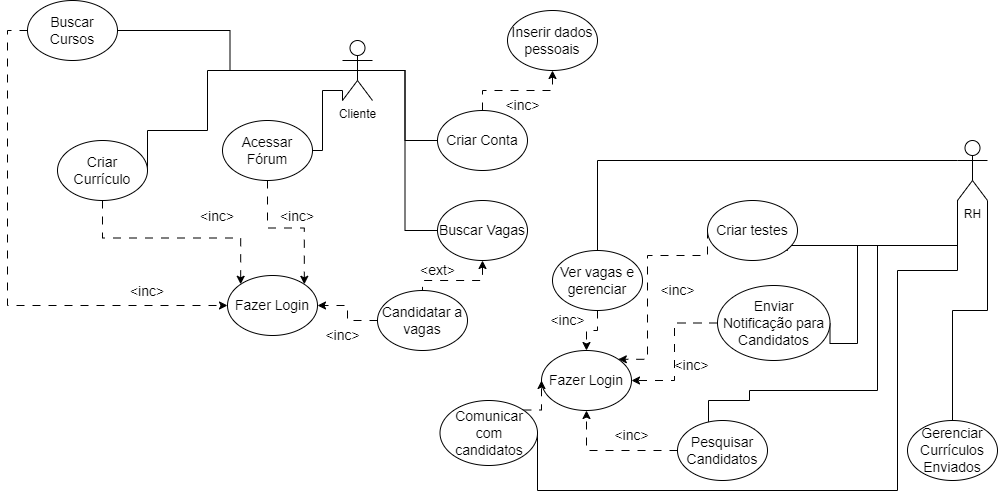 Buscar
Cursos
Inserir dados
pessoais
<inc>
Cliente
Acessar
Fórum
Criar Conta
Criar
Currículo
<inc>
<inc>
Buscar Vagas
<ext>
<inc>
Fazer Login
Candidatar a
vagas
<inc>
RH
Criar testes
Ver vagas e
gerenciar
<inc>
Enviar
Notificação para
Candidatos
<inc>
<inc>
Fazer Login
Comunicar
com
candidatos
<inc>
Pesquisar
Candidatos
Gerenciar
Currículos
Enviados